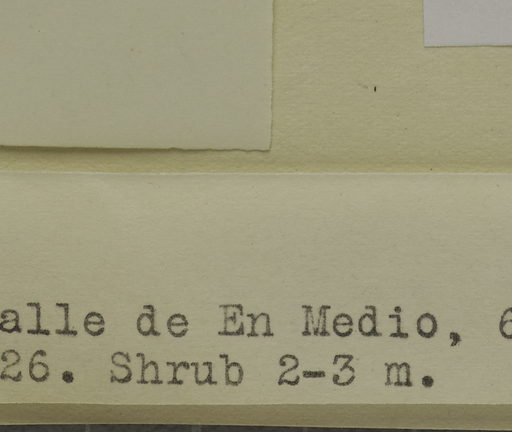 alle de En Medio, 6
26. Shrub 2-3 m.